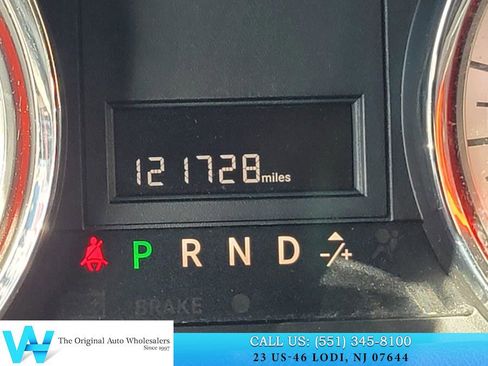 121728 miles
P R N D -/+
BRAKE
The Original Auto Wholesalers
Since 1997
CALL US: (551) 345-8100
23 US-46 LODI, NJ 07644